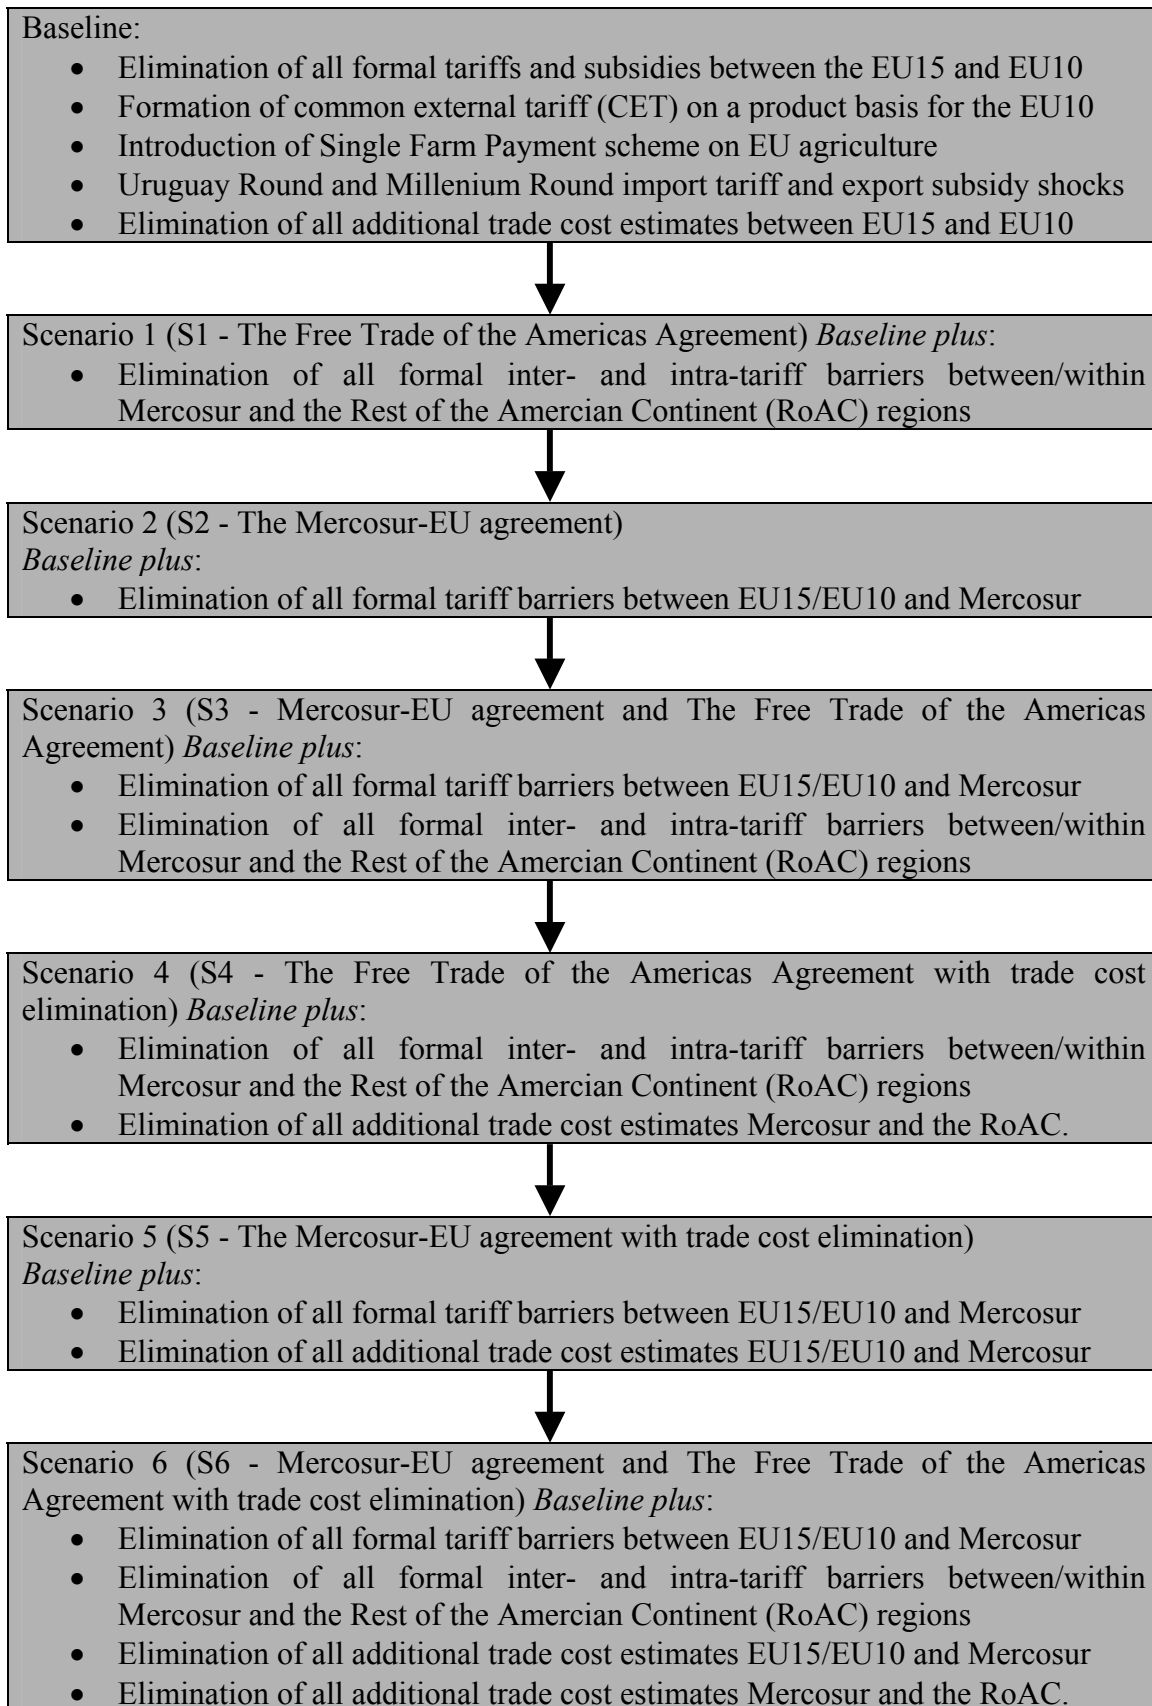 Baseline:
• Elimination of all formal tariffs and subsidies between the EU15 and EU10
• Formation of common external tariff (CET) on a product basis for the EU10
• Introduction of Single Farm Payment scheme on EU agriculture
• Uruguay Round and Millenium Round import tariff and export subsidy shocks
• Elimination of all additional trade cost estimates between EU15 and EU10
Scenario 1 (S1 - The Free Trade of the Americas Agreement) Baseline plus:
• Elimination of all formal inter- and intra-tariff barriers between/within
Mercosur and the Rest of the Amercian Continent (RoAC) regions
Scenario 2 (S2 - The Mercosur-EU agreement)
Baseline plus:
• Elimination of all formal tariff barriers between EU15/EU10 and Mercosur
Scenario 3 (S3 - Mercosur-EU agreement and The Free Trade of the Americas
Agreement) Baseline plus:
• Elimination of all formal tariff barriers between EU15/EU10 and Mercosur
• Elimination of all formal inter- and intra-tariff barriers between/within
Mercosur and the Rest of the Amercian Continent (RoAC) regions
Scenario 4 (S4 - The Free Trade of the Americas Agreement with trade cost
elimination) Baseline plus:
• Elimination of all formal inter- and intra-tariff barriers between/within
Mercosur and the Rest of the Amercian Continent (RoAC) regions
• Elimination of all additional trade cost estimates Mercosur and the RoAC.
Scenario 5 (S5 - The Mercosur-EU agreement with trade cost elimination)
Baseline plus:
• Elimination of all formal tariff barriers between EU15/EU10 and Mercosur
• Elimination of all additional trade cost estimates EU15/EU10 and Mercosur
Scenario 6 (S6 - Mercosur-EU agreement and The Free Trade of the Americas
Agreement with trade cost elimination) Baseline plus:
• Elimination of all formal tariff barriers between EU15/EU10 and Mercosur
• Elimination of all formal inter- and intra-tariff barriers between/within
Mercosur and the Rest of the Amercian Continent (RoAC) regions
• Elimination of all additional trade cost estimates EU15/EU10 and Mercosur
• Elimination of all additional trade cost estimates Mercosur and the RoAC.